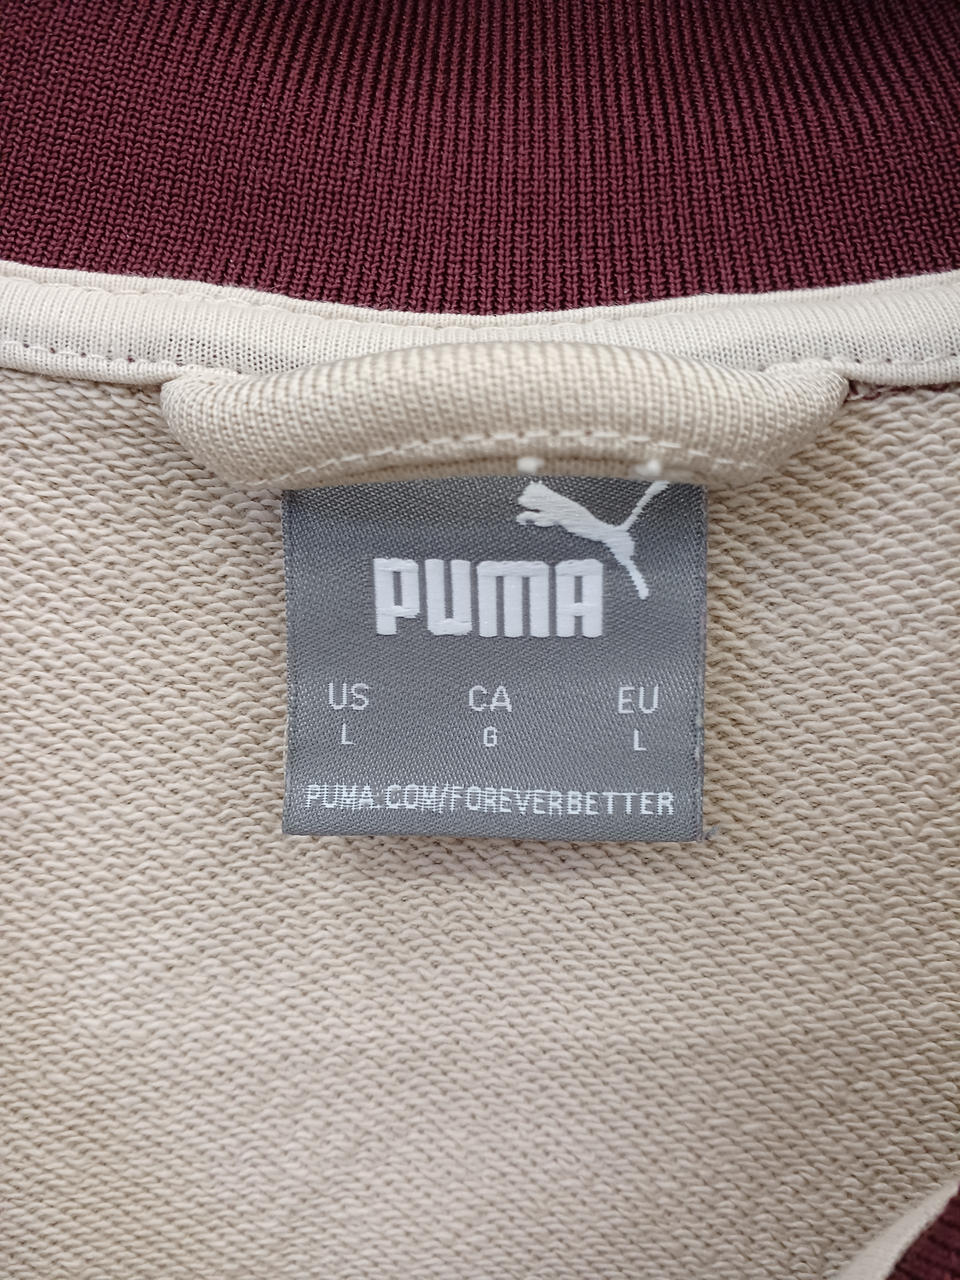 PUMA
US CA EU
L G L
PUMA.COM/FOREVERBETTER